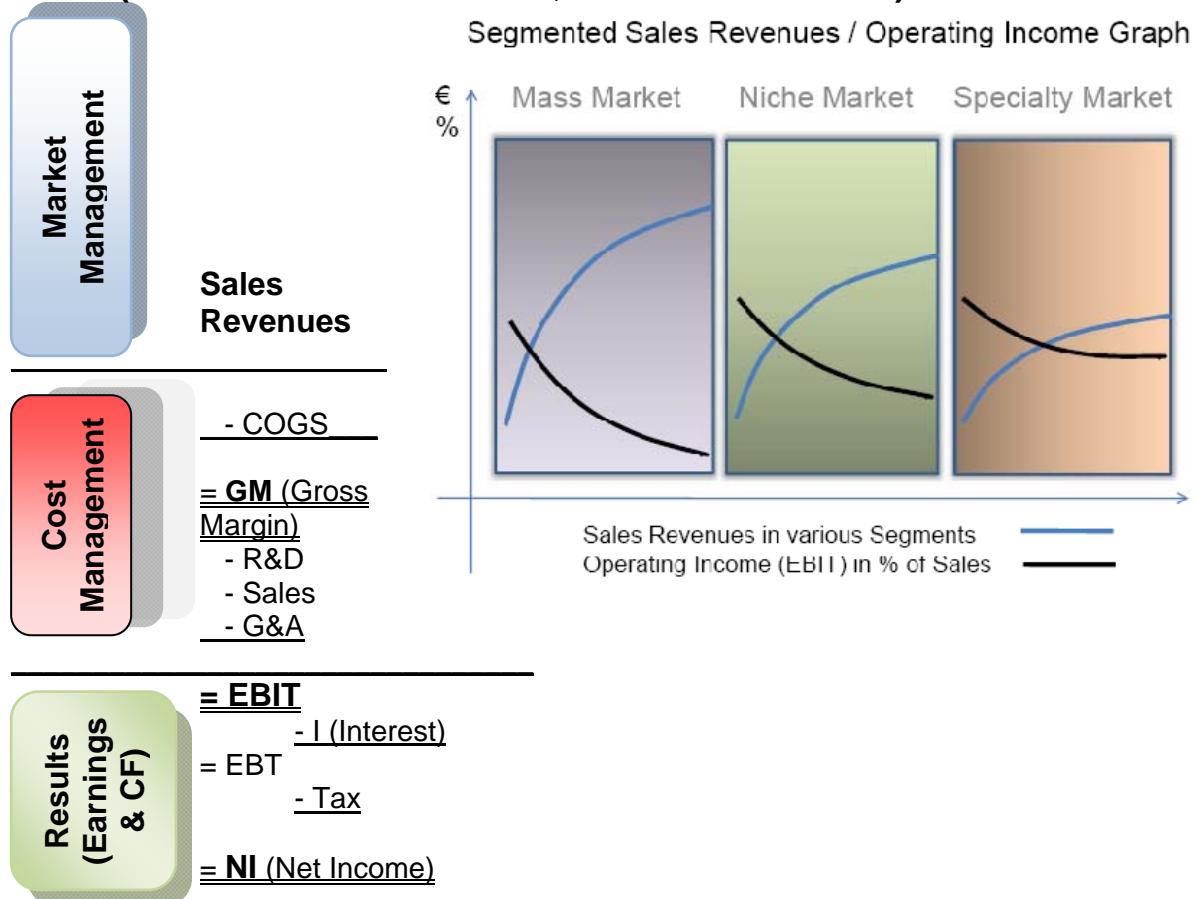 Segmented Sales Revenues / Operating Income Graph
€
%
Mass Market
Niche Market
Specialty Market
Sales Revenues in various Segments
Operating Income (EBIT) in % of Sales
Market
Management
Sales
Revenues
Cost
Management
- COGS___
= GM (Gross
Margin)
- R&D
- Sales
- G&A
Results
(Earnings
& CF)
= EBIT
- I (Interest)
= EBT
- Tax
= NI (Net Income)